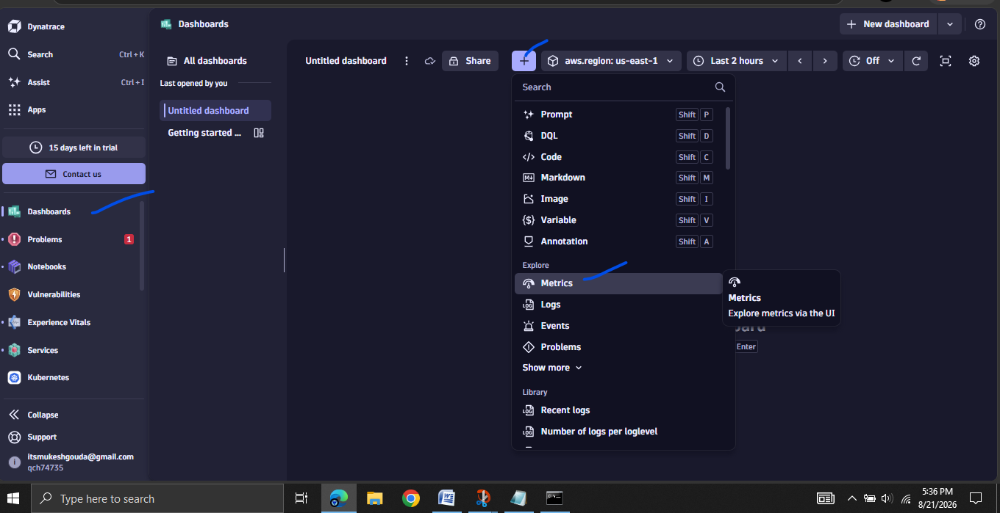 Dynatrace
Search Ctrl + K
Assist Ctrl + I
Apps
15 days left in trial
Contact us
Dashboards
Problems 1
Notebooks
Vulnerabilities
Experience Vitals
Services
Kubernetes
Collapse
Support
itsmukeshgouda@gmail.com
qch74735
Dashboards
New dashboard
All dashboards
Last opened by you
Untitled dashboard
Getting started ...
Untitled dashboard
Share
aws.region: us-east-1
Last 2 hours
Off
Search
Prompt Shift P
DQL Shift D
Code Shift C
Markdown Shift M
Image Shift I
Variable Shift V
Annotation Shift A
Explore
Metrics
Logs
Events
Problems
Show more
Library
Recent logs
Number of logs per loglevel
Metrics
Explore metrics via the UI
Enter
Type here to search
5:36 PM
8/21/2026